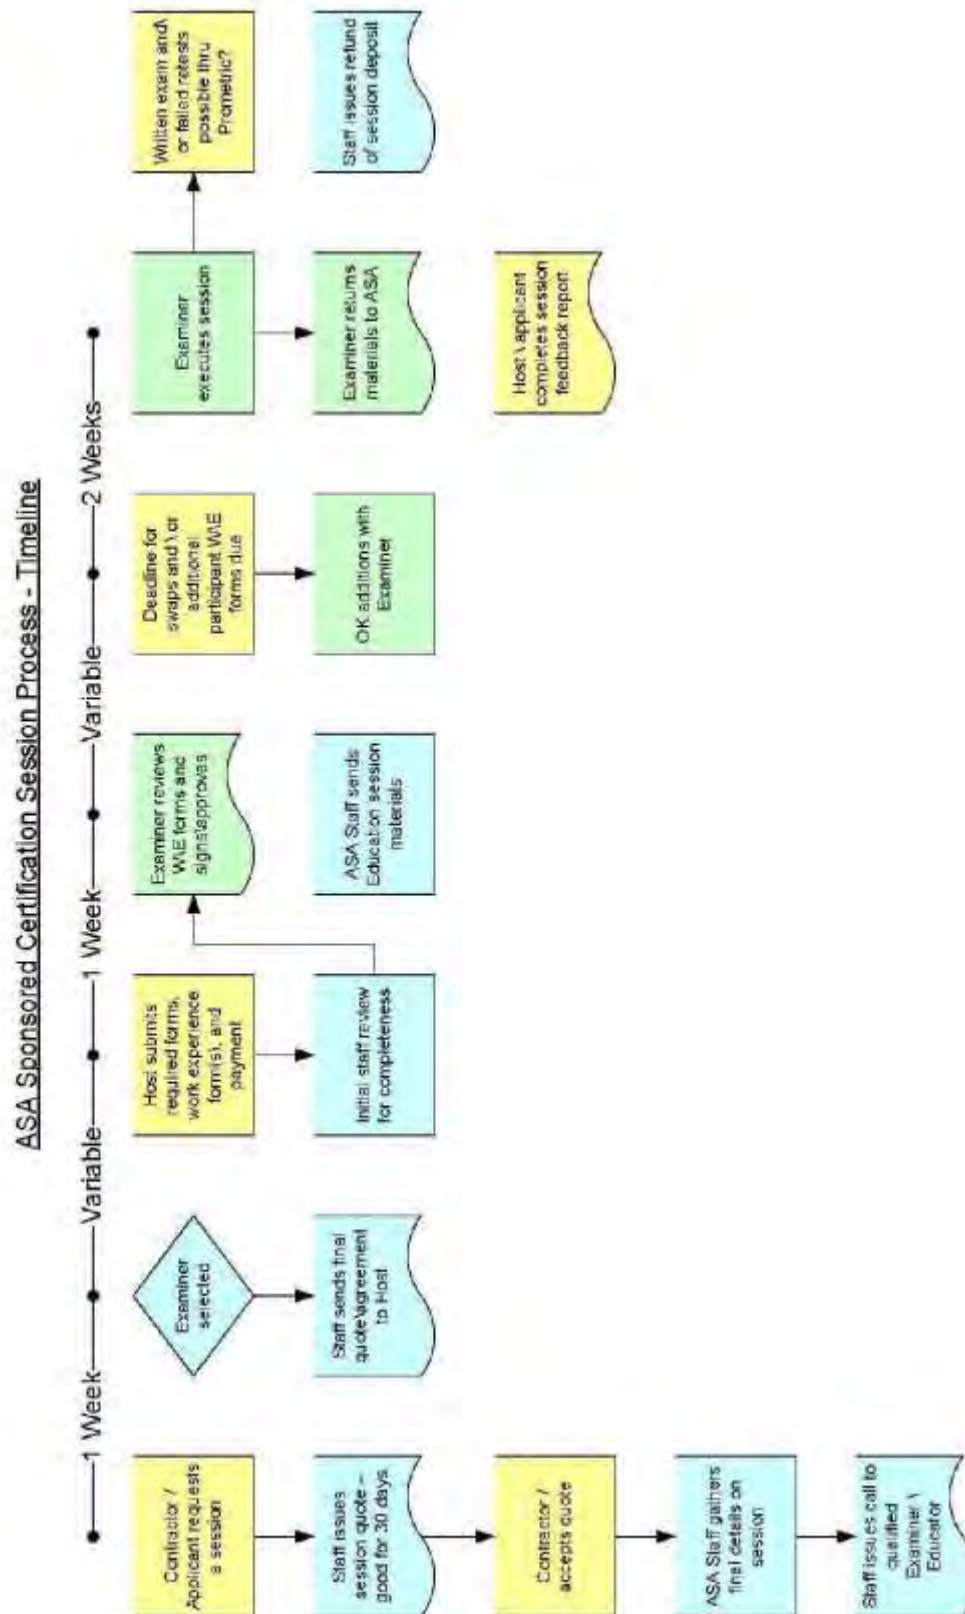 ASA Sponsored Certification Session Process - Timeline
1 Week
Variable
1 Week
Variable
2 Weeks
Contractor /
Applicant requests
a session
Staff issues
session quote –
good for 30 days
Contractor /
accepts quote
ASA Staff gathers
final details on
session
Staff issues call to
qualified
Examiner \
Educator
Examiner
selected
Staff sends final
quote\agreement
to Host
Host submits
required forms,
work experience
form(s), and
payment
Initial staff review
for completeness
Examiner reviews
W\E forms and
signs\approves
ASA Staff sends
Education session
materials
Deadline for
swaps and \ or
additional
participant W\E
forms due
OK additions with
Examiner
Examiner
executes session
Examiner returns
materials to ASA
Host \ applicant
completes session
feedback report
Written exam and\
or failed retests
possible thru
Prometric?
Staff issues refund
of session deposit